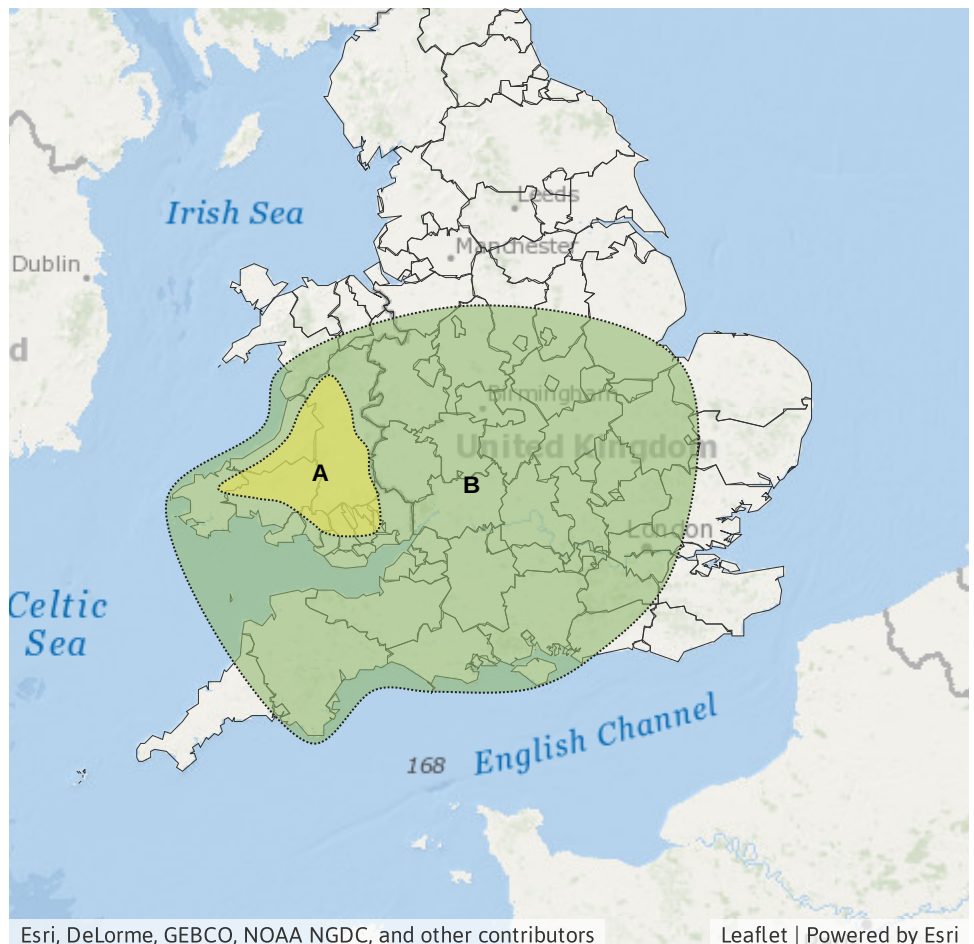 Leeds
Irish Sea
Manchester
Dublin
d
Birmingham
United Kingdom
A
B
London
Celtic
Sea
English Channel
168
Esri, DeLorme, GEBCO, NOAA NGDC, and other contributors
Leaflet | Powered by Esri